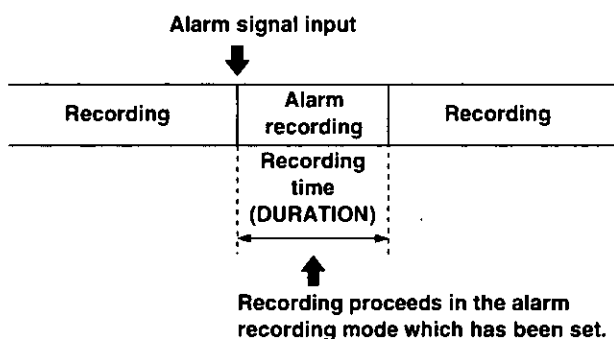 Alarm signal input
Recording
Alarm
recording
Recording
Recording
time
(DURATION)
Recording proceeds in the alarm
recording mode which has been set.